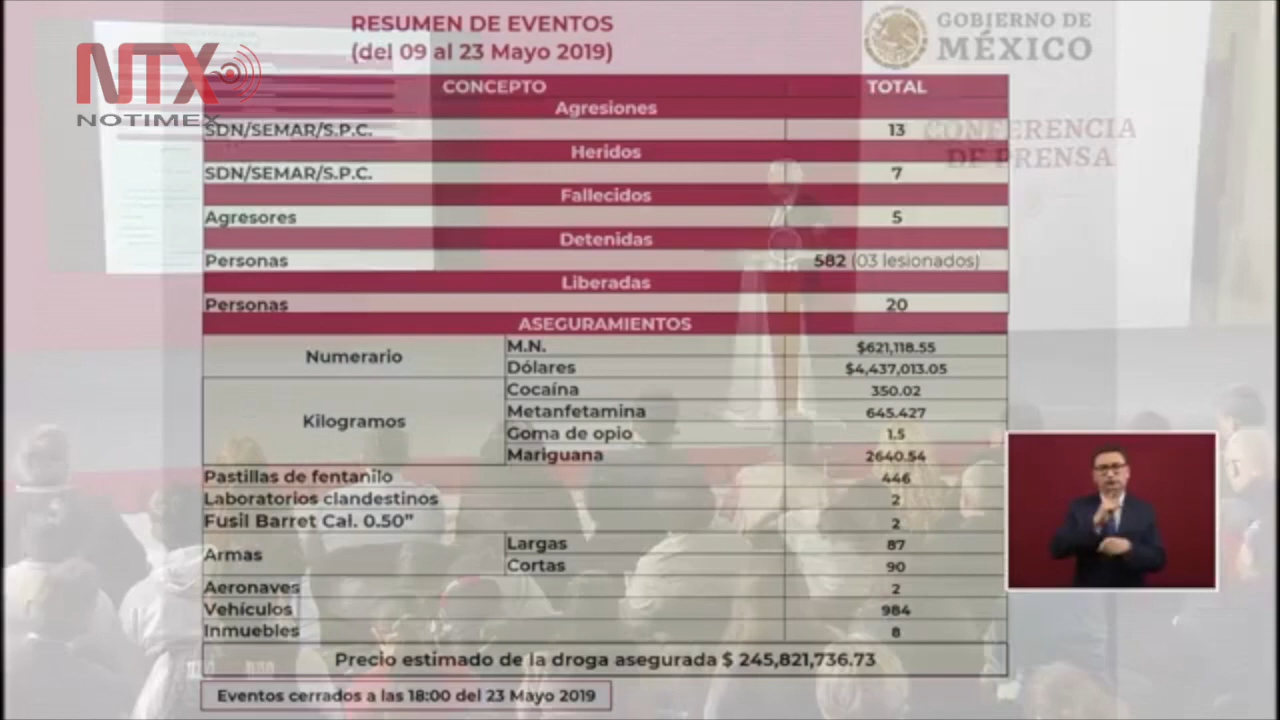 RESUMEN DE EVENTOS
(del 09 al 23 Mayo 2019)
NTX
NOTIMEX
GOBIERNO DE
MÉXICO
CONFERENCIA
DE PRENSA
CONCEPTO TOTAL
Agresiones
SDN/SEMAR/S.P.C. 13
Heridos
SDN/SEMAR/S.P.C. 7
Fallecidos
Agresores 5
Detenidas
Personas 582 (03 lesionados)
Liberadas
Personas 20
ASEGURAMIENTOS
Numerario M.N. $621,118.55
Dólares $4,437,013.05
Kilogramos Cocaína 350.02
Metanfetamina 645.427
Goma de opio 1.5
Mariguana 2640.54
Pastillas de fentanilo 446
Laboratorios clandestinos 2
Fusil Barret Cal. 0.50” 2
Armas Largas 87
Cortas 90
Aeronaves 2
Vehículos 984
Inmuebles 8
Precio estimado de la droga asegurada $ 245,821,736.73
Eventos cerrados a las 18:00 del 23 Mayo 2019